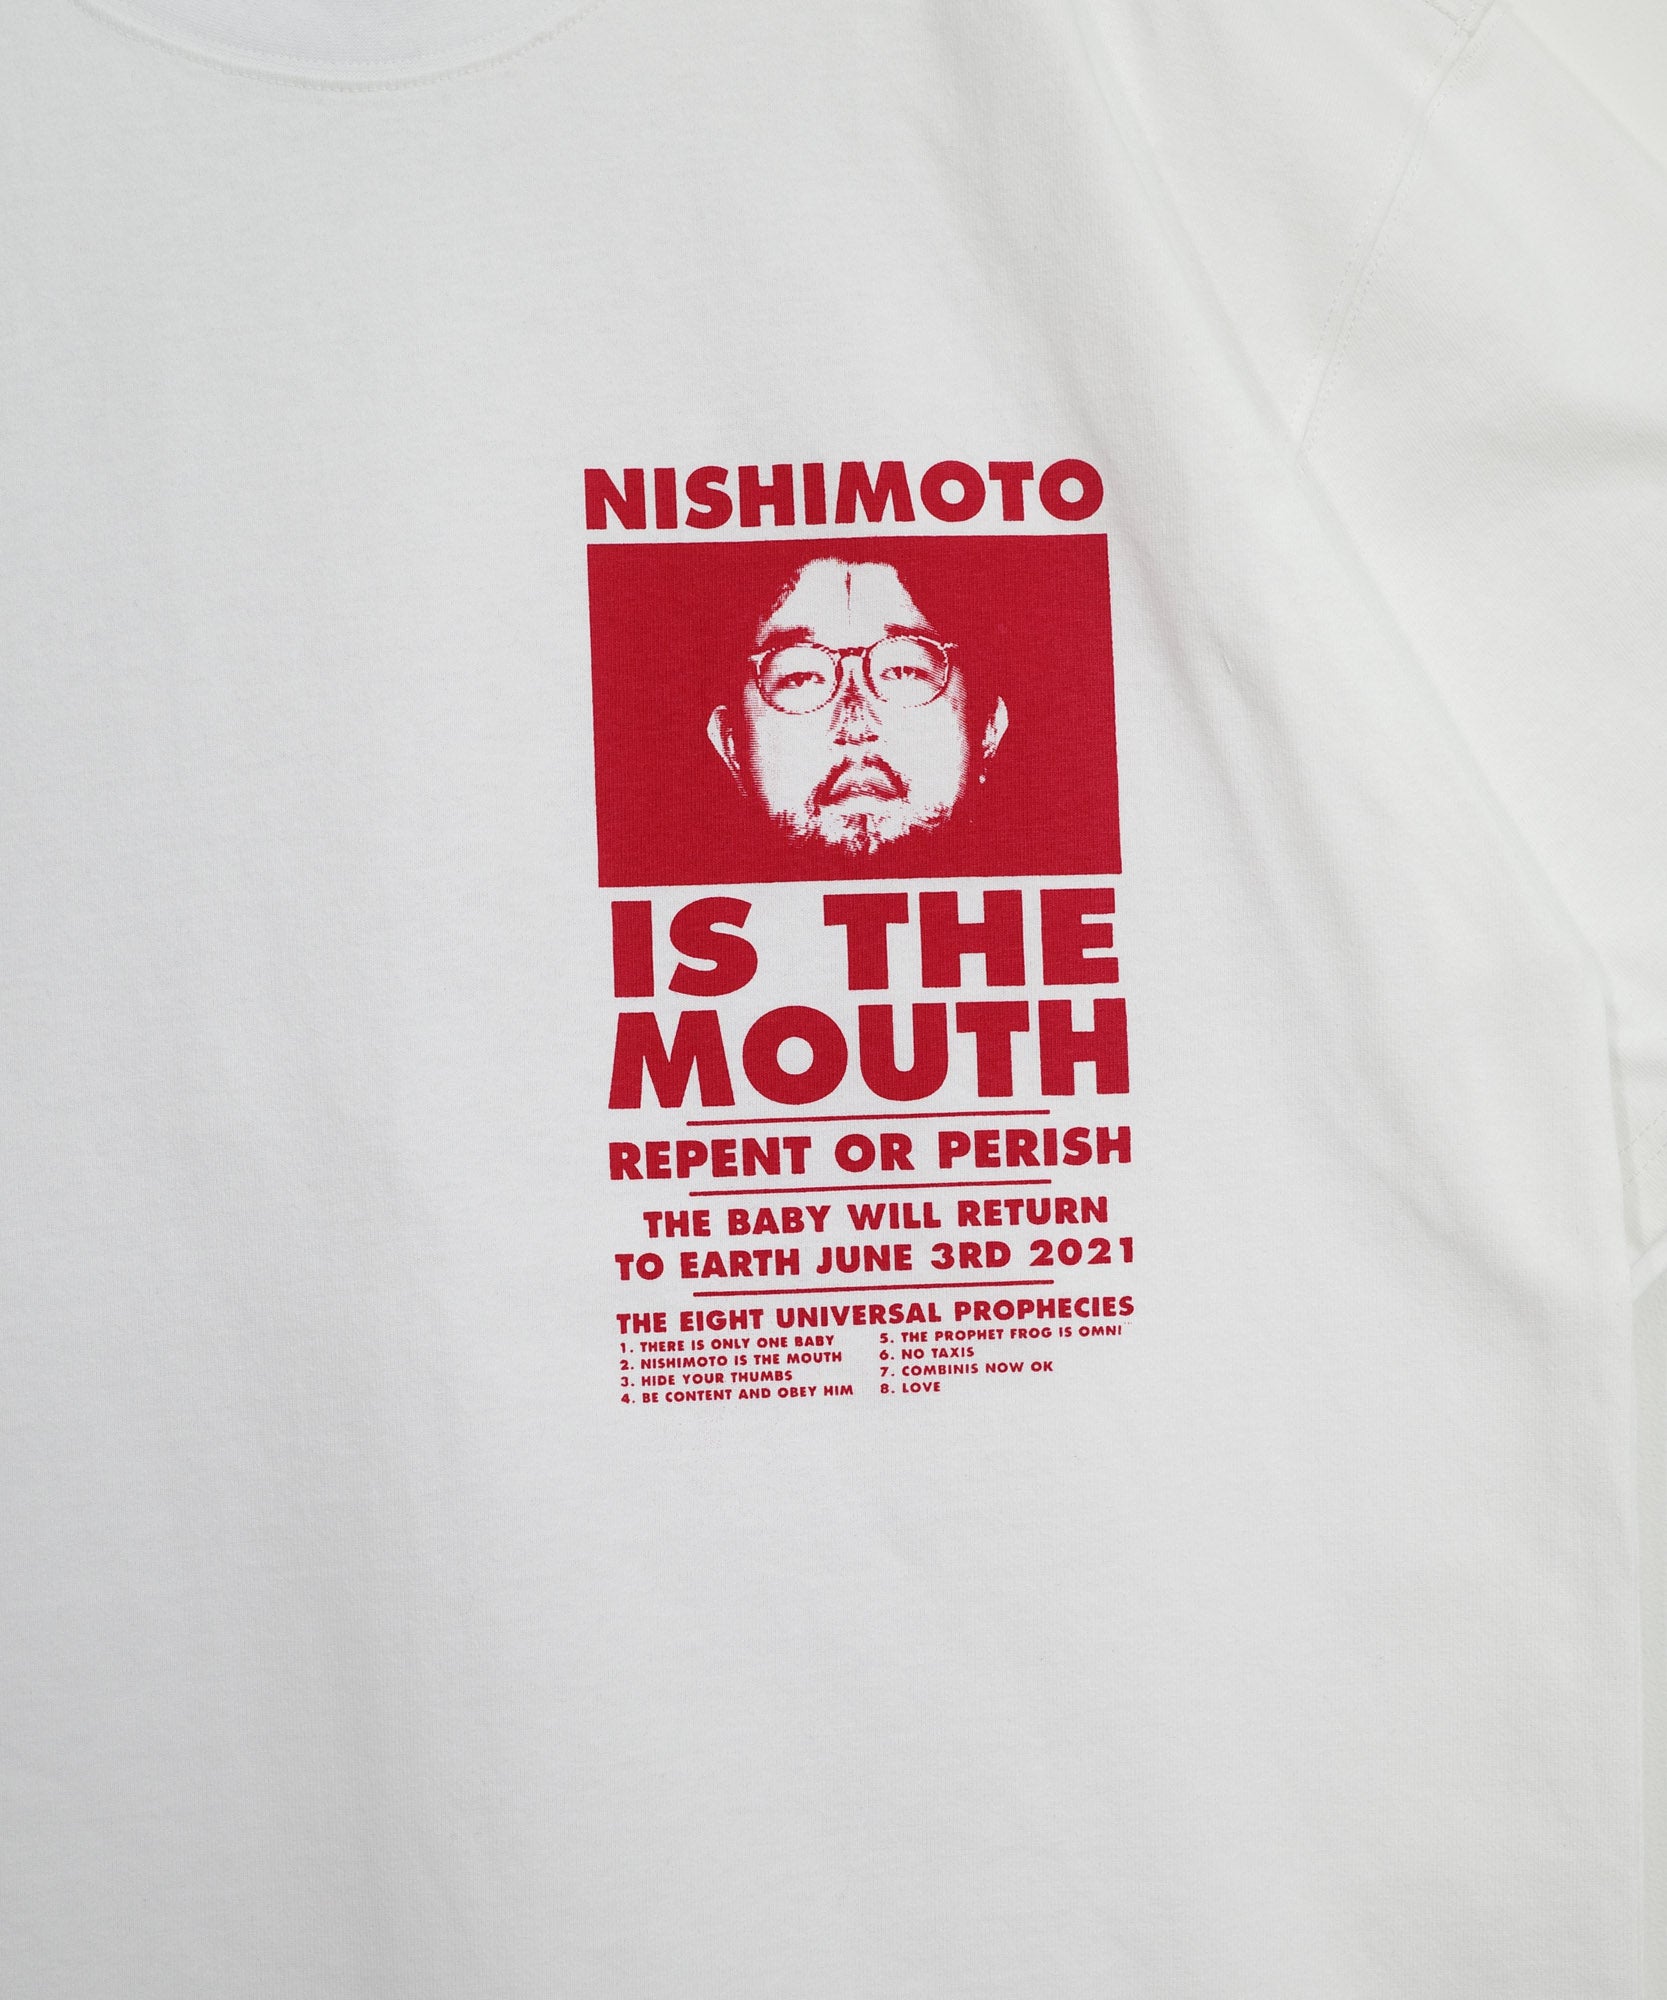 NISHIMOTO
IS THE
MOUTH
REPENT OR PERISH
THE BABY WILL RETURN
TO EARTH JUNE 3RD 2021
THE EIGHT UNIVERSAL PROPHECIES
1. THERE IS ONLY ONE BABY
2. NISHIMOTO IS THE MOUTH
3. HIDE YOUR THUMBS
4. BE CONTENT AND OBEY HIM
5. THE PROPHET FROG IS OMNI
6. NO TAXIS
7. COMBINIS NOW OK
8. LOVE